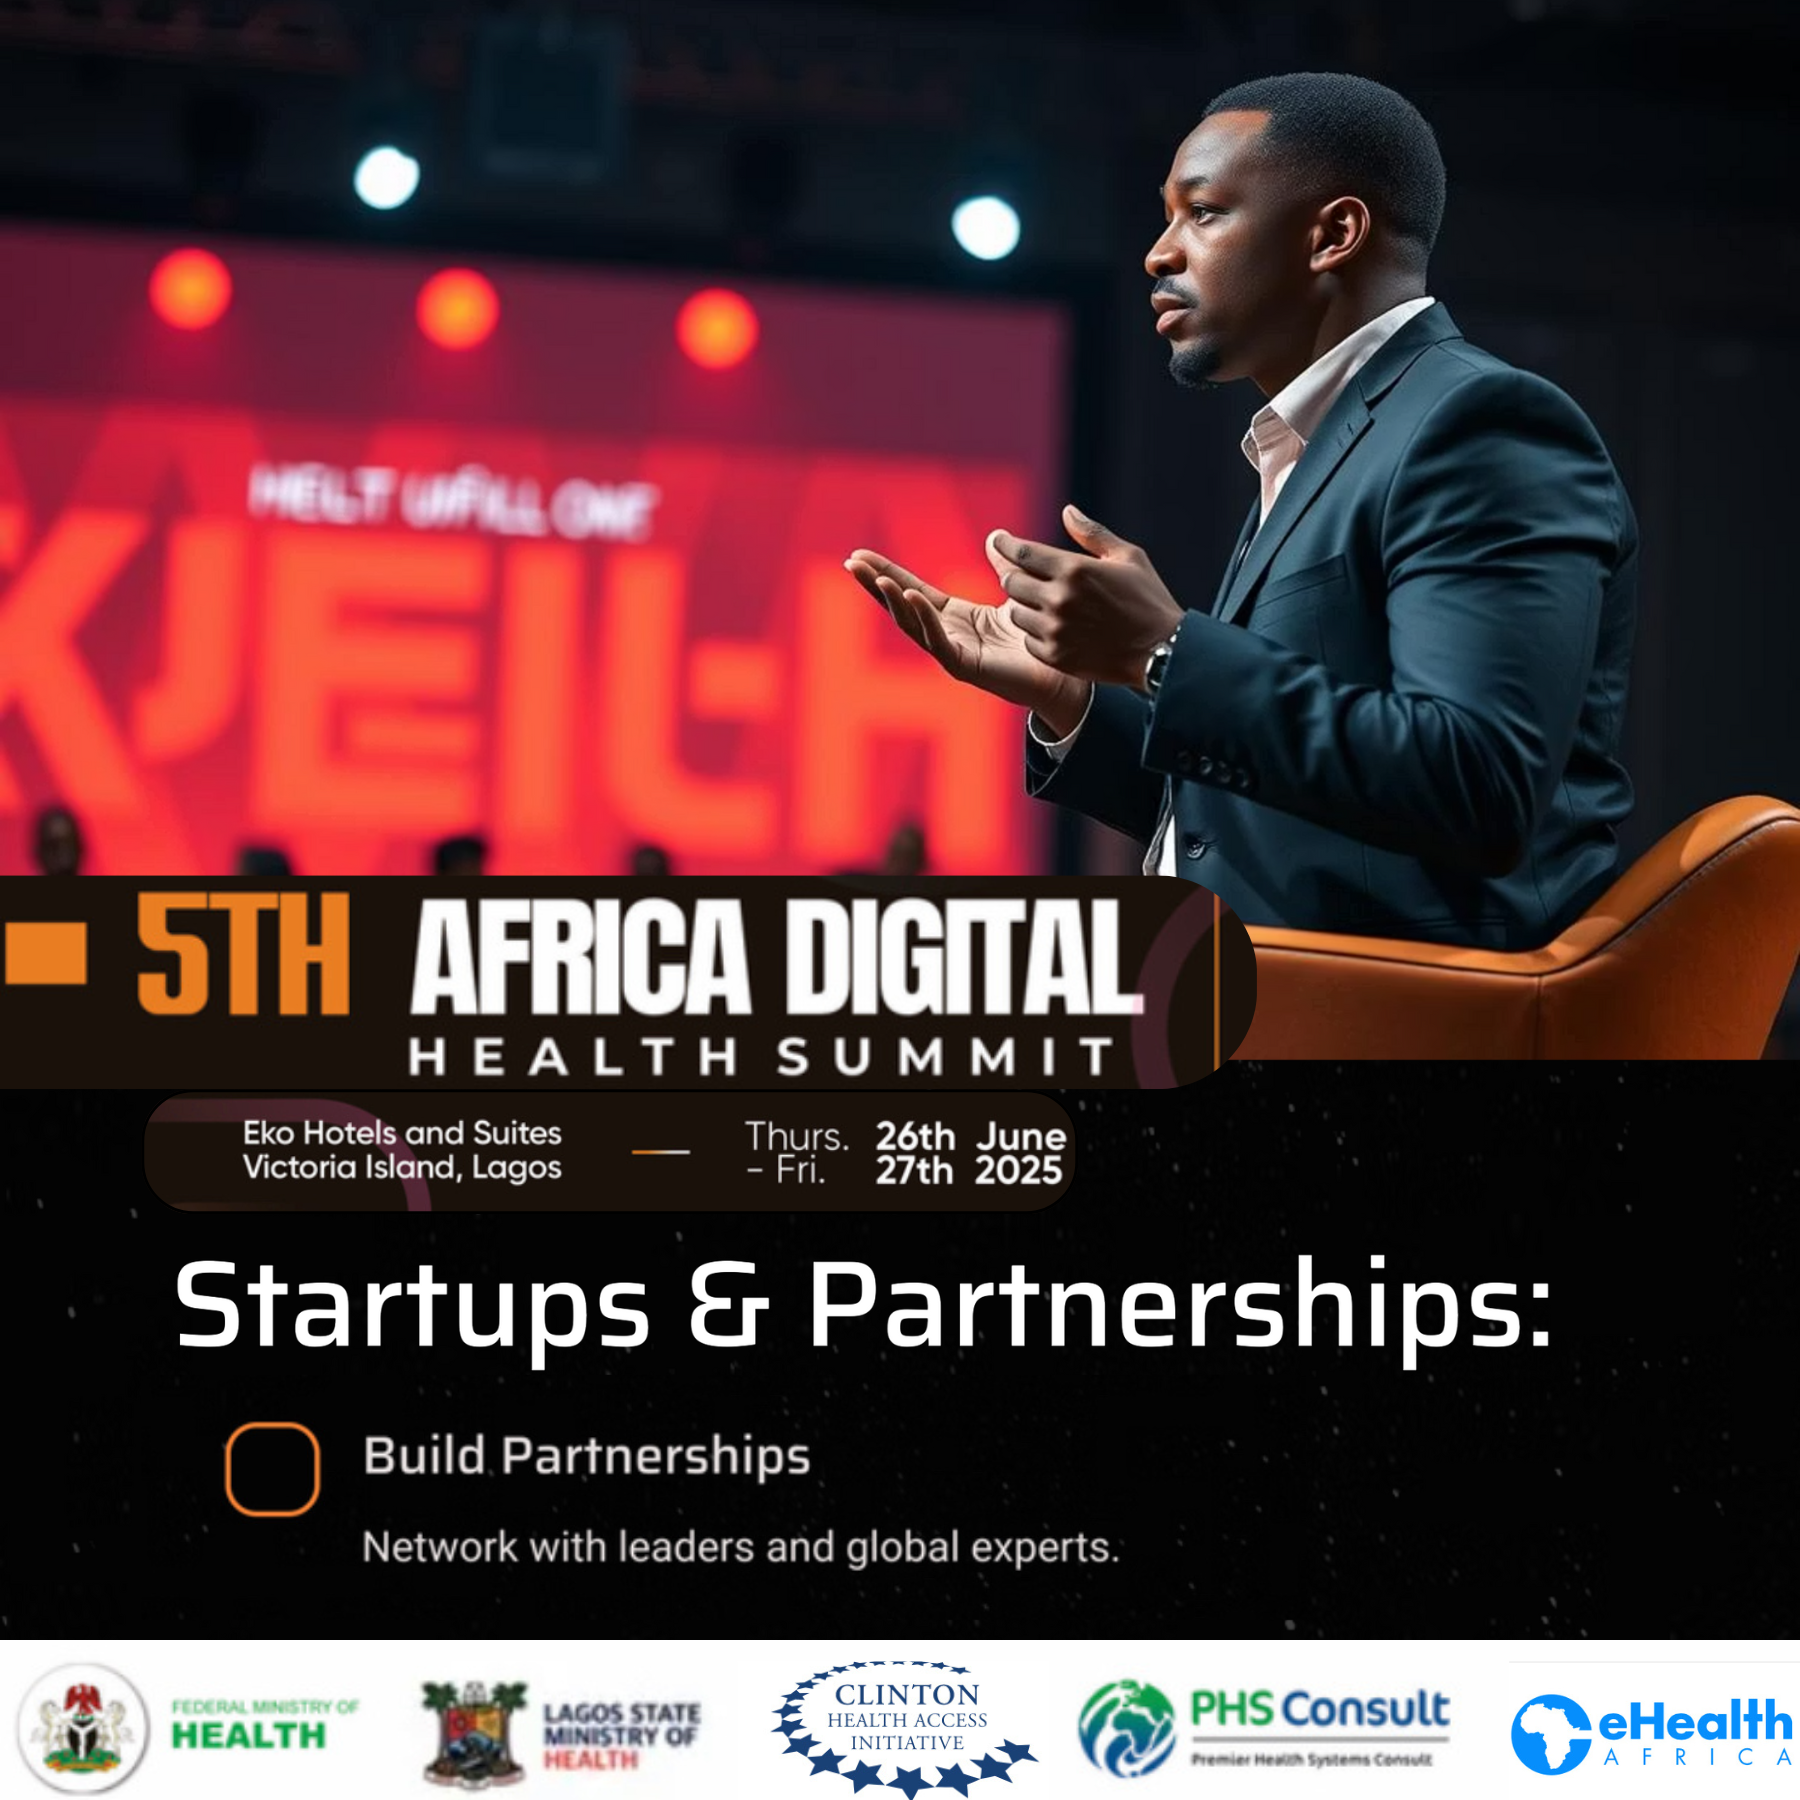 5TH AFRICA DIGITAL
HEALTH SUMMIT
Eko Hotels and Suites
Victoria Island, Lagos
Thurs. 26th June
– Fri. 27th 2025
Startups & Partnerships:
Build Partnerships
Network with leaders and global experts.
FEDERAL MINISTRY OF
HEALTH
LAGOS STATE
MINISTRY OF
HEALTH
CLINTON
HEALTH ACCESS
INITIATIVE
PHS Consult
Premier Health Systems Consult
eHealth
AFRICA